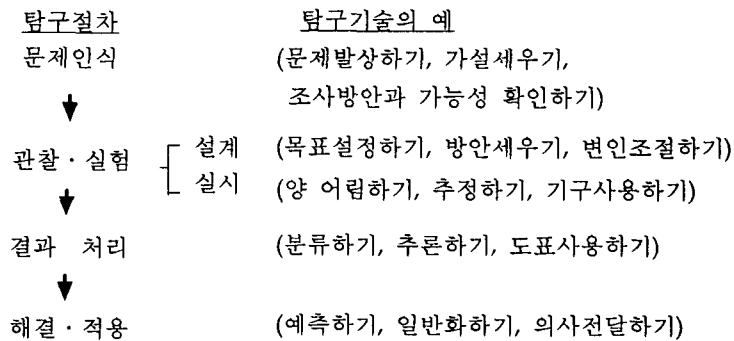 탐구절차 탐구기술의 예
문제인식 (문제발상하기, 가설세우기,
조사방안과 가능성 확인하기)
관찰·실험 설계 (목표설정하기, 방안세우기, 변인조절하기)
실시 (양 어림하기, 추정하기, 기구사용하기)
결과 처리 (분류하기, 추론하기, 도표사용하기)
해결·적용 (예측하기, 일반화하기, 의사전달하기)